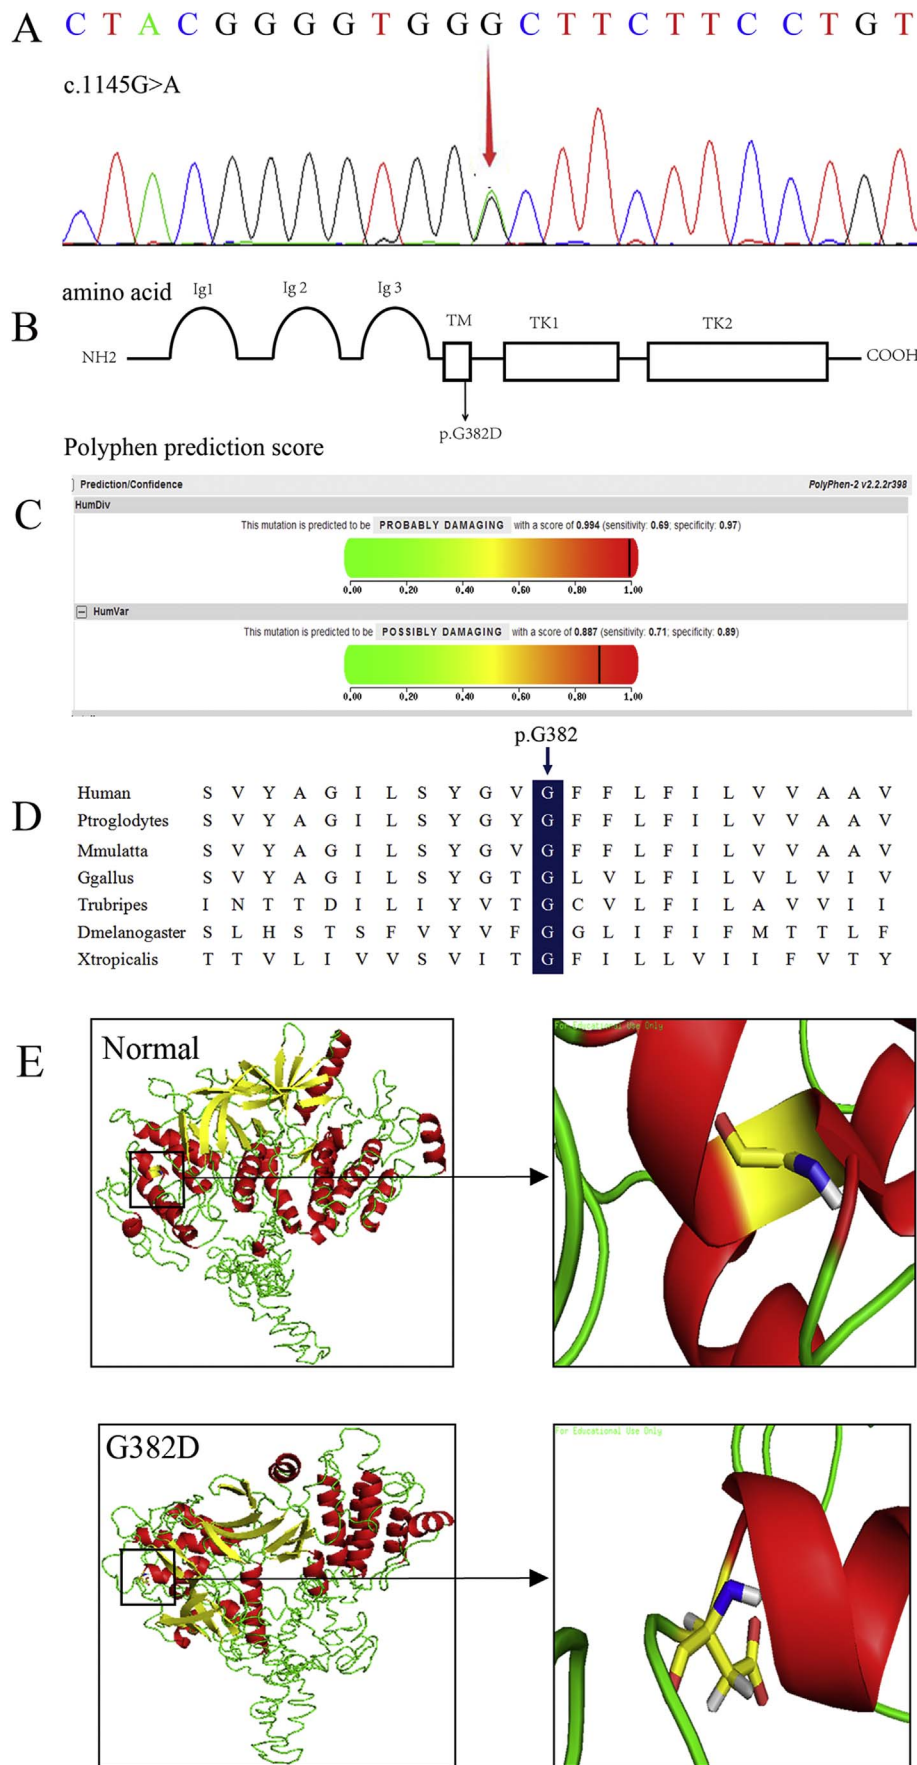 A
C T A C G G G G T G G G C T T C T T C C T G T
c.1145G>A
amino acid
B
Ig1 Ig 2 Ig 3
TM TK1 TK2
NH2 COOH
p.G382D
Polyphen prediction score
C
Prediction/Confidence PolyPhen-2 v2.2.2r398
HumDiv
This mutation is predicted to be PROBABLY DAMAGING with a score of 0.994 (sensitivity: 0.69; specificity: 0.97)
0.00 0.20 0.40 0.60 0.80 1.00
HumVar
This mutation is predicted to be POSSIBLY DAMAGING with a score of 0.887 (sensitivity: 0.71; specificity: 0.89)
0.00 0.20 0.40 0.60 0.80 1.00
p.G382
D
Human S V Y A G I L S Y G V G F F L F I L V V A A V
Ptroglodytes S V Y A G I L S Y G Y G F F L F I L V V A A V
Mmulatta S V Y A G I L S Y G V G F F L F I L V V A A V
Ggallus S V Y A G I L S Y G T G L V L F I L V L V I V
Trubripes I N T T D I L I Y V T G C V L F I L A V V I I
Dmelanogaster S L H S T S F V Y V F G G L I F I F M T T L F
Xtropicalis T T V L I V V S V I T G F I L L V I I F V T Y
E
Normal
For Educational Use Only
G382D
For Educational Use Only